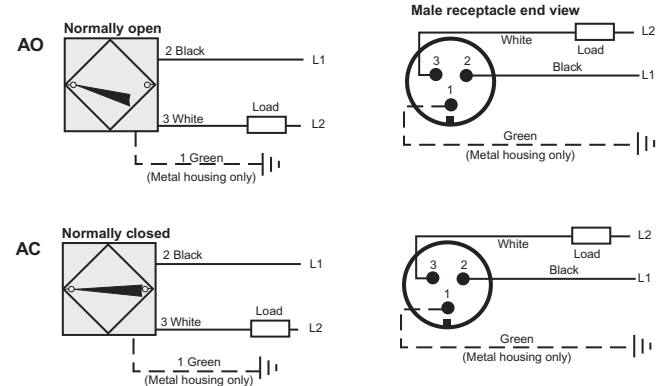 Normally open
AO
2 Black
L1
3 White
Load
L2
1 Green
(Metal housing only)
Male receptacle end view
L2
White
Load
3
2
Black
L1
1
Green
(Metal housing only)
Normally closed
AC
2 Black
L1
3 White
Load
L2
1 Green
(Metal housing only)
L2
White
Load
3
2
Black
L1
1
Green
(Metal housing only)